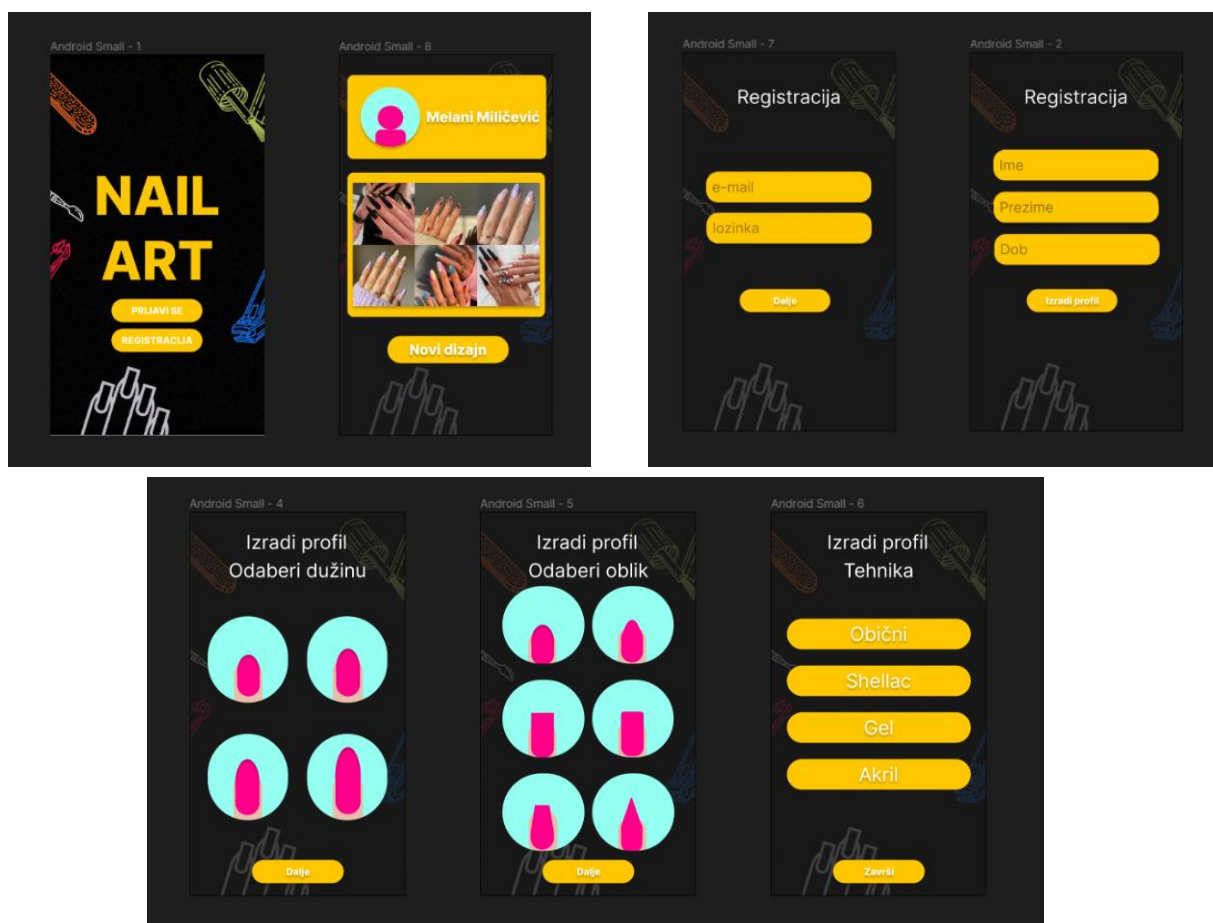 Android Small - 1
NAIL
ART
PRIJAVI SE
REGISTRACIJA
Android Small - 8
Melani Miličević
Novi dizajn
Android Small - 7
Registracija
e-mail
lozinka
Dalje
Android Small - 2
Registracija
Ime
Prezime
Dob
Izradi profil
Android Small - 4
Izradi profil
Odaberi dužinu
Dalje
Android Small - 5
Izradi profil
Odaberi oblik
Dalje
Android Small - 6
Izradi profil
Tehnika
Obični
Shellac
Gel
Akril
Završi